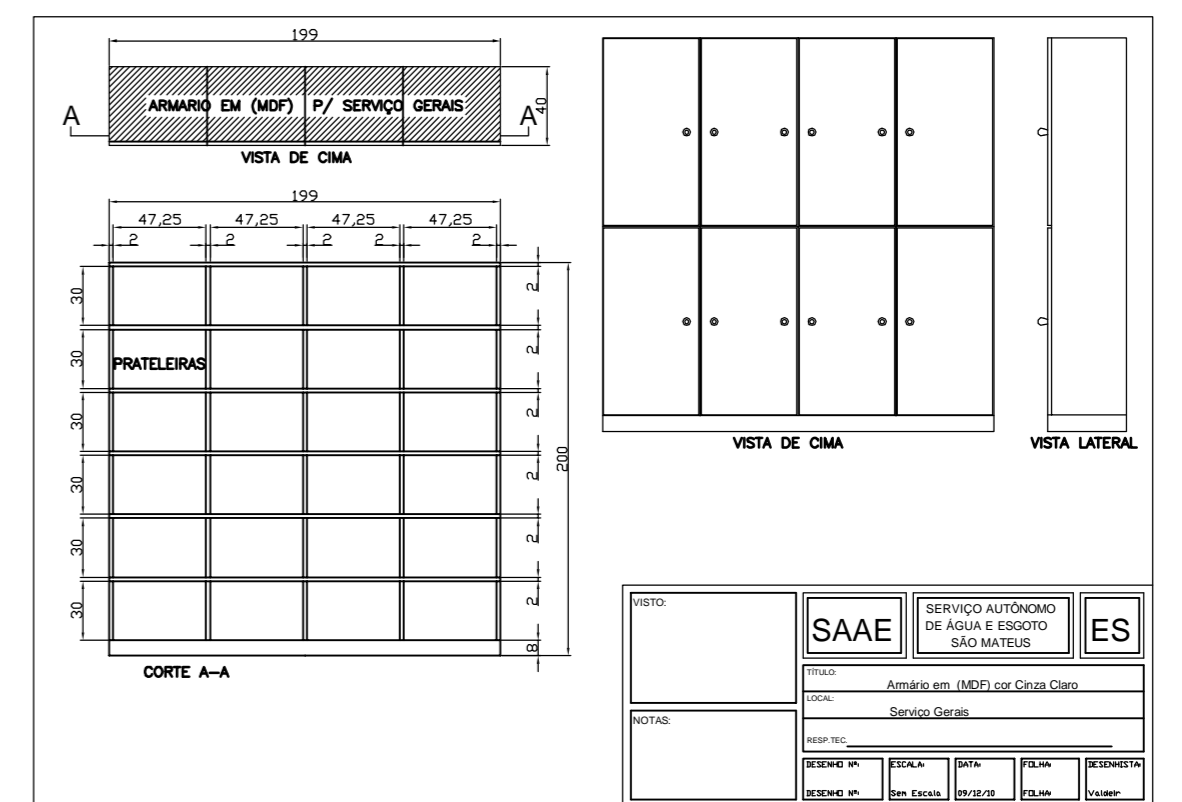 199
ARMARIO EM (MDF) P/ SERVIÇO GERAIS
A
A
40
VISTA DE CIMA
199
47,25 47,25 47,25 47,25
2 2 2 2 2
30
30
30
30
30
30
PRATELEIRAS
2
2
2
2
2
2
8
200
CORTE A-A
VISTA DE CIMA
VISTA LATERAL
VISTO:
NOTAS:
SAAE
SERVIÇO AUTÔNOMO
DE ÁGUA E ESGOTO
SÃO MATEUS
ES
TÍTULO:
Armário em (MDF) cor Cinza Claro
LOCAL:
Serviço Gerais
RESP.TEC.
DESENHO Nº: ESCALA: DATA: FOLHA: DESENHISTA:
DESENHO Nº: Sem Escala 09/12/10 FOLHA: Valdeir